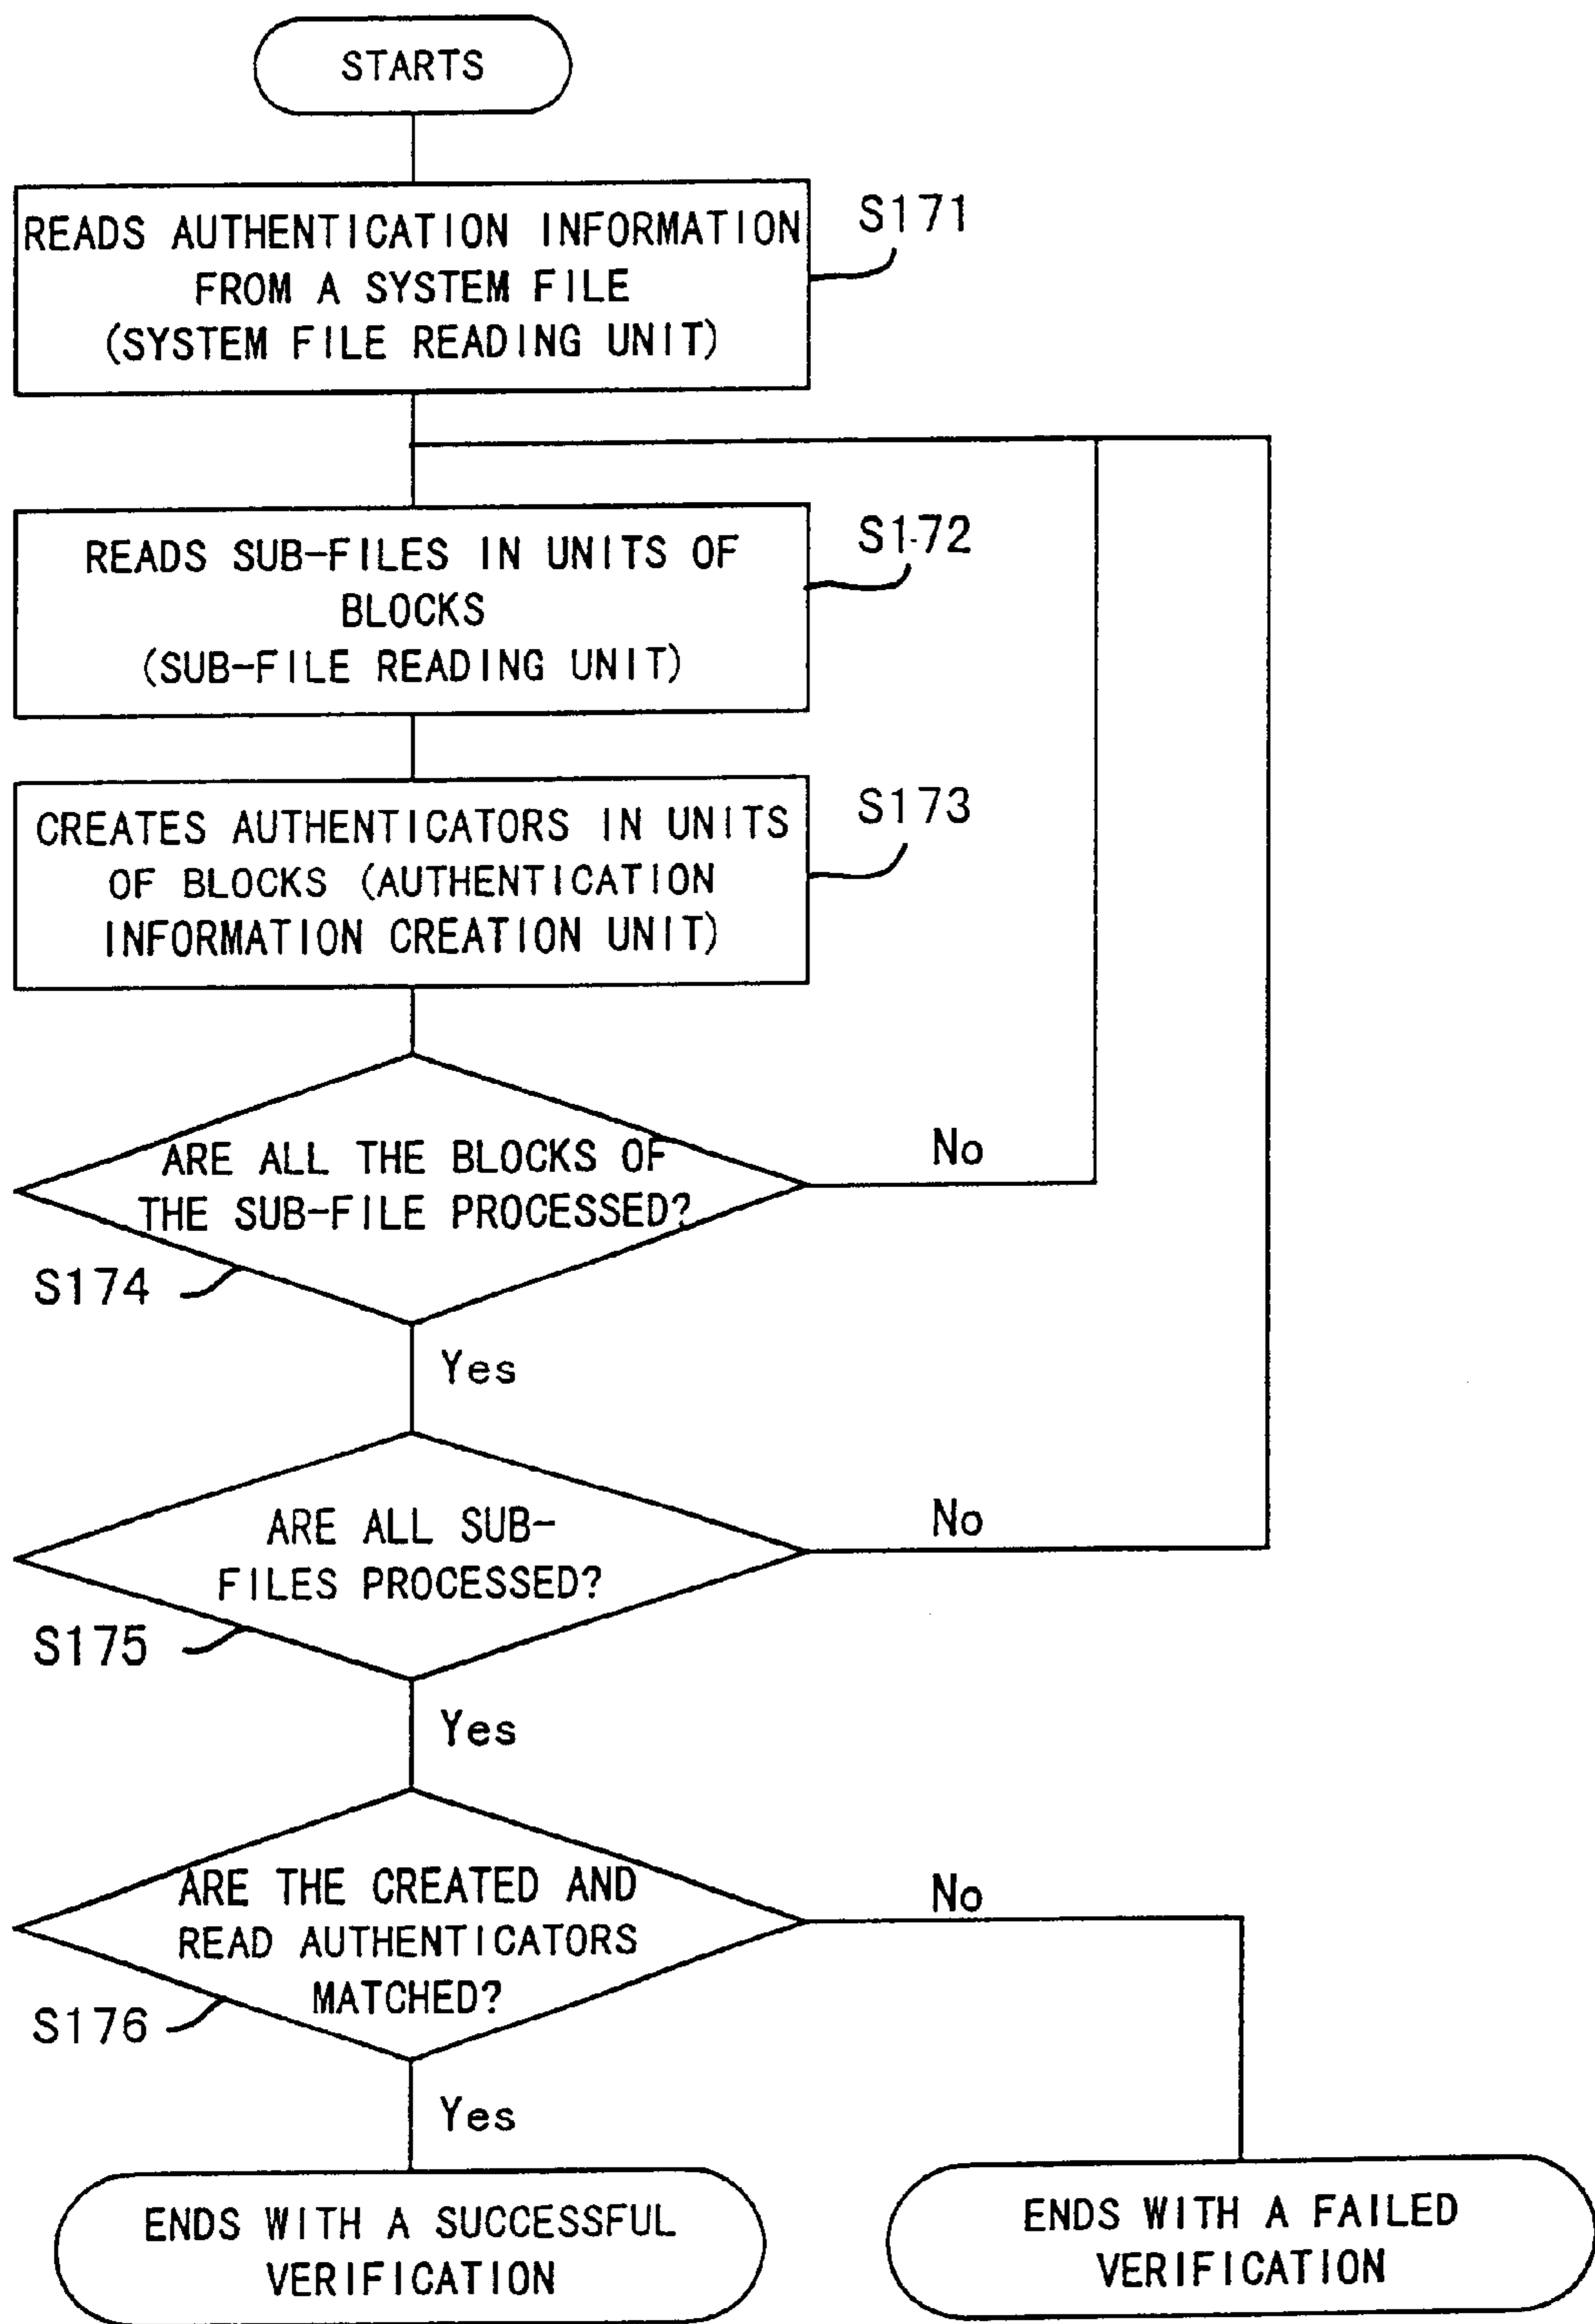 STARTS
READS AUTHENTICATION INFORMATION
FROM A SYSTEM FILE
(SYSTEM FILE READING UNIT)
S171
READS SUB-FILES IN UNITS OF
BLOCKS
(SUB-FILE READING UNIT)
S172
CREATES AUTHENTICATORS IN UNITS
OF BLOCKS (AUTHENTICATION
INFORMATION CREATION UNIT)
S173
ARE ALL THE BLOCKS OF
THE SUB-FILE PROCESSED?
No
S174
Yes
ARE ALL SUB-
FILES PROCESSED?
No
S175
Yes
ARE THE CREATED AND
READ AUTHENTICATORS
MATCHED?
No
S176
Yes
ENDS WITH A SUCCESSFUL
VERIFICATION
ENDS WITH A FAILED
VERIFICATION